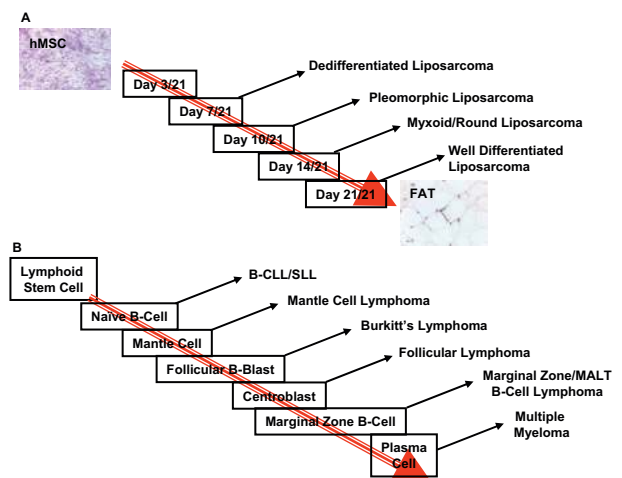 A
hMSC
Day 3/21
Dedifferentiated Liposarcoma
Day 7/21
Pleomorphic Liposarcoma
Day 10/21
Myxoid/Round Liposarcoma
Day 14/21
Well Differentiated
Liposarcoma
Day 21/21
FAT
B
Lymphoid
Stem Cell
B-CLL/SLL
Naïve B-Cell
Mantle Cell Lymphoma
Mantle Cell
Burkitt's Lymphoma
Follicular B-Blast
Follicular Lymphoma
Centroblast
Marginal Zone/MALT
B-Cell Lymphoma
Marginal Zone B-Cell
Multiple
Myeloma
Plasma
Cell